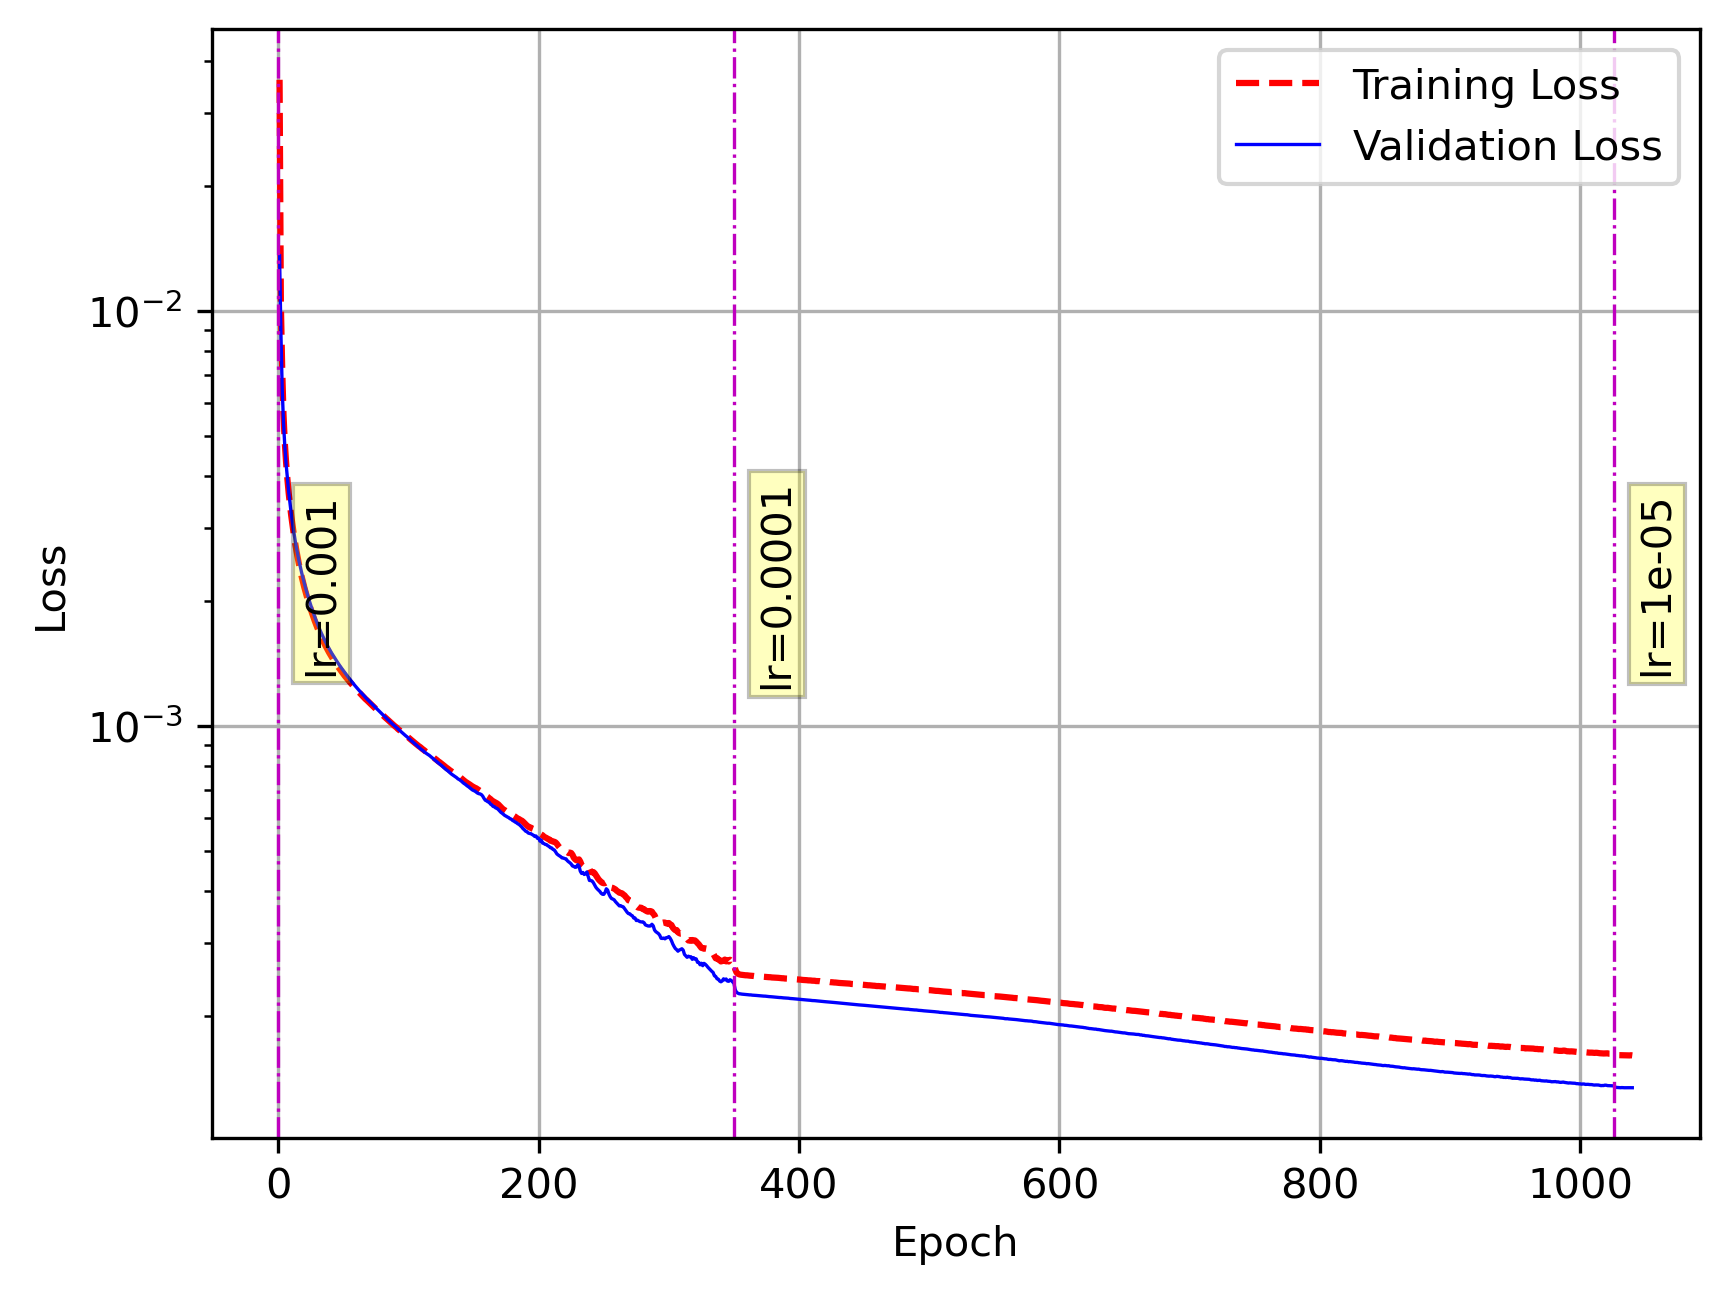 Training Loss
Validation Loss
10⁻²
10⁻³
Loss
lr=0.001
lr=0.0001
lr=1e-05
0
200
400
600
800
1000
Epoch